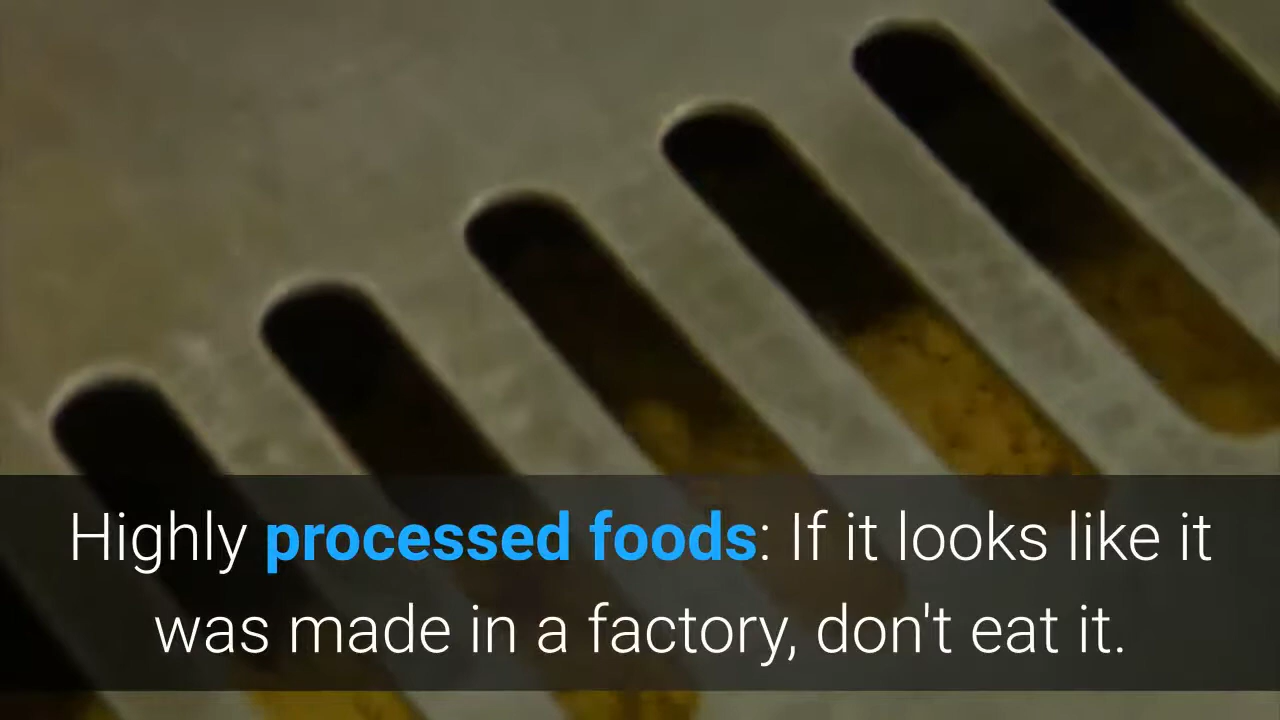 Highly processed foods: If it looks like it
was made in a factory, don't eat it.